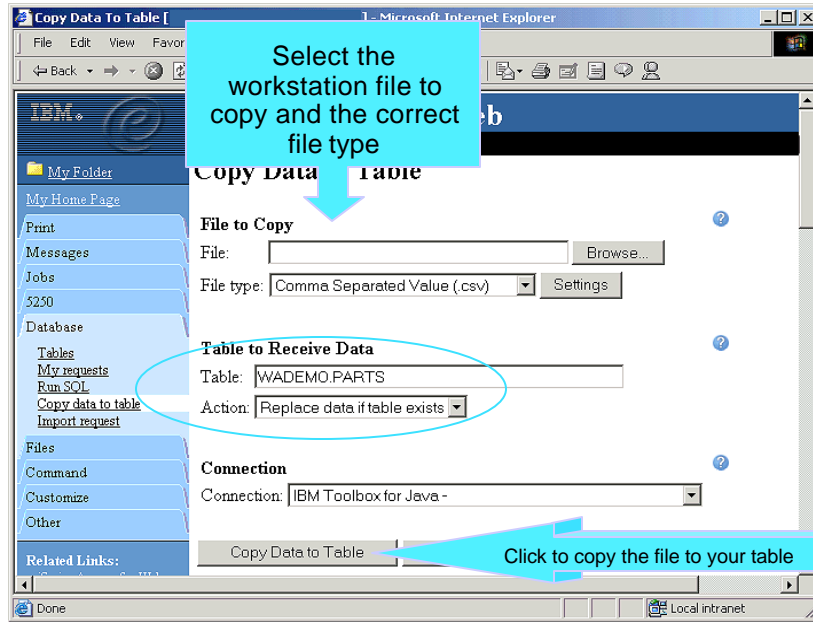 Copy Data To Table [ ] - Microsoft Internet Explorer
File Edit View Favor
Back
Select the
workstation file to
copy and the correct
file type
IBM
eb
My Folder
My Home Page
Print
Messages
Jobs
5250
Database
Tables
My requests
Run SQL
Copy data to table
Import request
Files
Command
Customize
Other
Related Links:
Copy Data Table
File to Copy
File: Browse...
File type: Comma Separated Value (.csv) Settings
Table to Receive Data
Table: WADEMO.PARTS
Action: Replace data if table exists
Connection
Connection: IBM Toolbox for Java -
Copy Data to Table
Click to copy the file to your table
Done
Local intranet